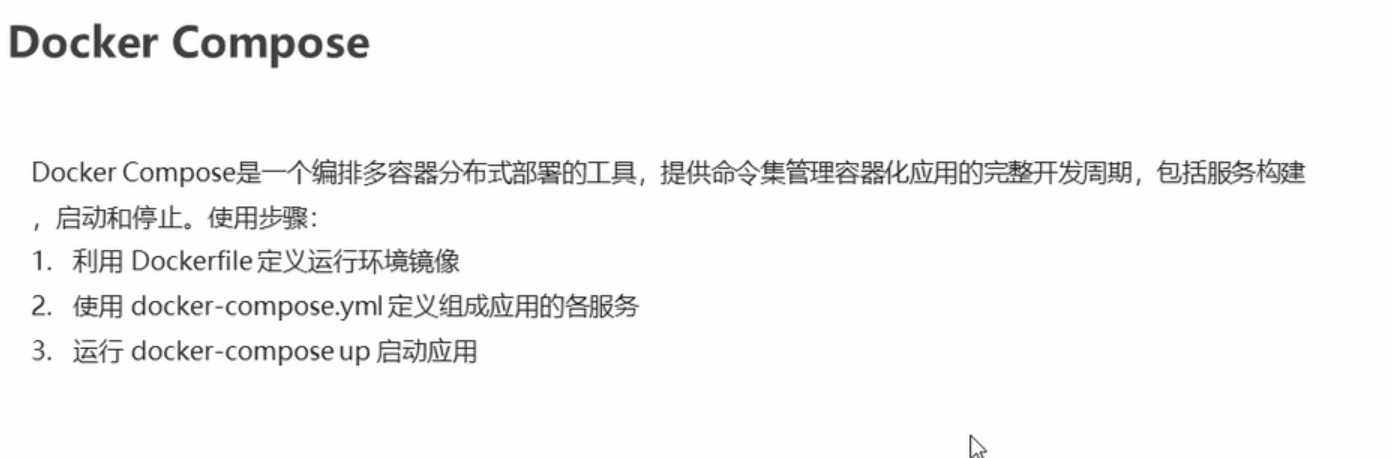 Docker Compose
Docker Compose是一个编排多容器分布式部署的工具，提供命令集管理容器化应用的完整开发周期，包括服务构建
，启动和停止。使用步骤：
1. 利用 Dockerfile 定义运行环境镜像
2. 使用 docker-compose.yml 定义组成应用的各服务
3. 运行 docker-compose up 启动应用